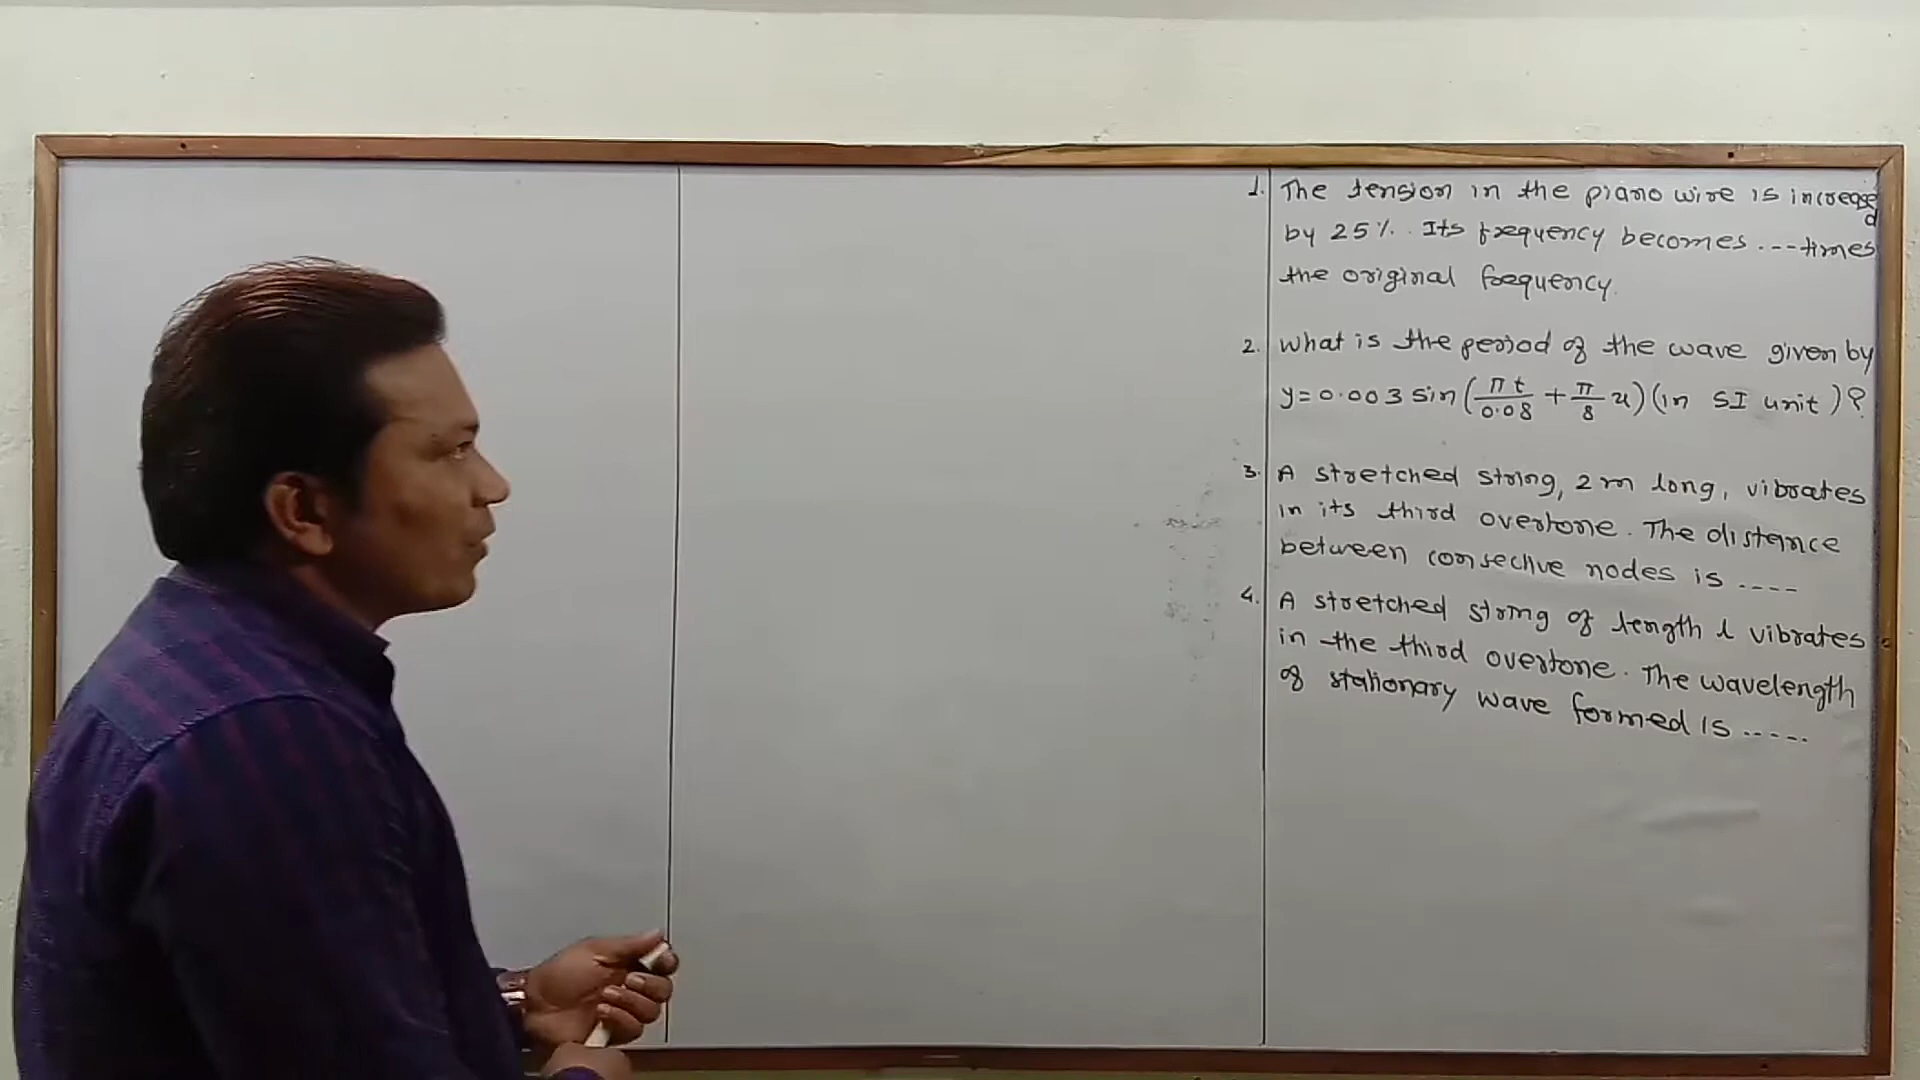 1. The tension in the piano wire is increased
by 25%. Its frequency becomes ---times
the original frequency.
2. What is the period of the wave given by
y=0.003 sin(πt/0.08 + π/8 x) (in SI unit)?
3. A stretched string, 2m long, vibrates
in its third overtone. The distance
between consective nodes is ----
4. A stretched string of length l vibrates
in the third overtone. The wavelength
of stationary wave formed is -----